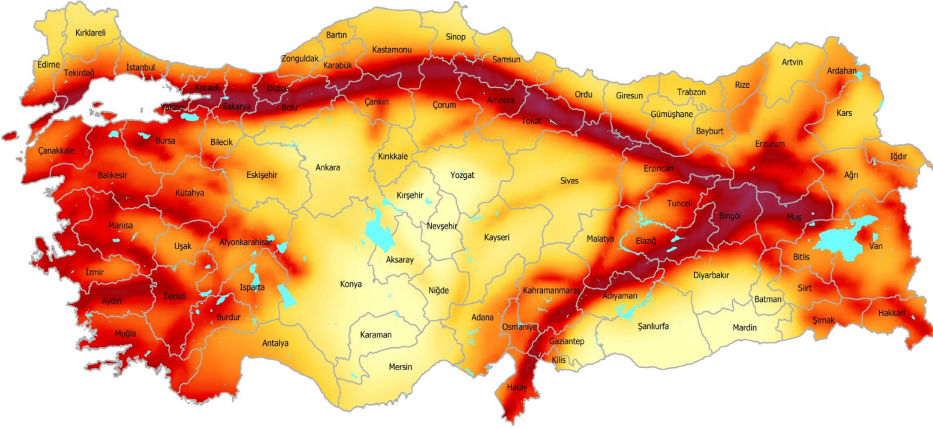 Kırklareli
Edirne
Tekirdağ
İstanbul
Kocaeli
Yalova
Sakarya
Düzce
Bolu
Zonguldak
Bartın
Karabük
Kastamonu
Sinop
Samsun
Çankırı
Çorum
Amasya
Tokat
Ordu
Giresun
Trabzon
Gümüşhane
Bayburt
Rize
Artvin
Ardahan
Kars
Iğdır
Ağrı
Erzurum
Erzincan
Çanakkale
Balıkesir
Bursa
Bilecik
Kütahya
Eskişehir
Ankara
Kırıkkale
Kırşehir
Yozgat
Sivas
Tunceli
Bingöl
Muş
Van
Bitlis
Manisa
Uşak
Afyonkarahisar
İzmir
Aydın
Denizli
Isparta
Burdur
Muğla
Antalya
Konya
Aksaray
Nevşehir
Kayseri
Niğde
Karaman
Mersin
Adana
Osmaniye
Kahramanmaraş
Malatya
Elazığ
Adıyaman
Gaziantep
Kilis
Hatay
Şanlıurfa
Diyarbakır
Mardin
Batman
Siirt
Şırnak
Hakkari